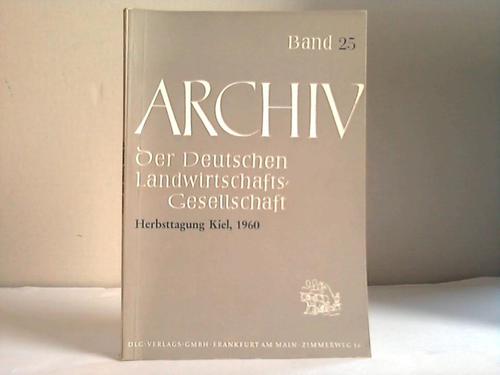 Band 25
ARCHIV
Der Deutschen
Landwirtschafts-
Gesellschaft
Herbsttagung Kiel, 1960
DLG · VERLAGS · GMBH · FRANKFURT AM MAIN · ZIMMERWEG 16